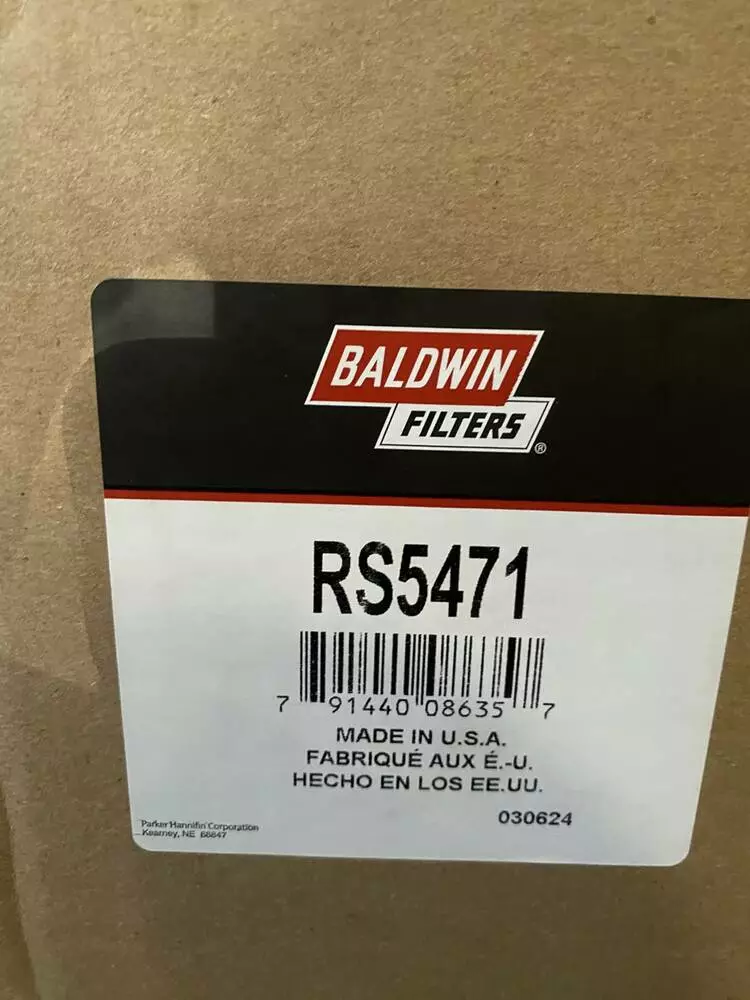 BALDWIN
FILTERS®
RS5471
7 91440 08635 7
MADE IN U.S.A.
FABRIQUÉ AUX É.-U.
HECHO EN LOS EE.UU.
030624
Parker Hannifin Corporation
Kearney, NE 68847